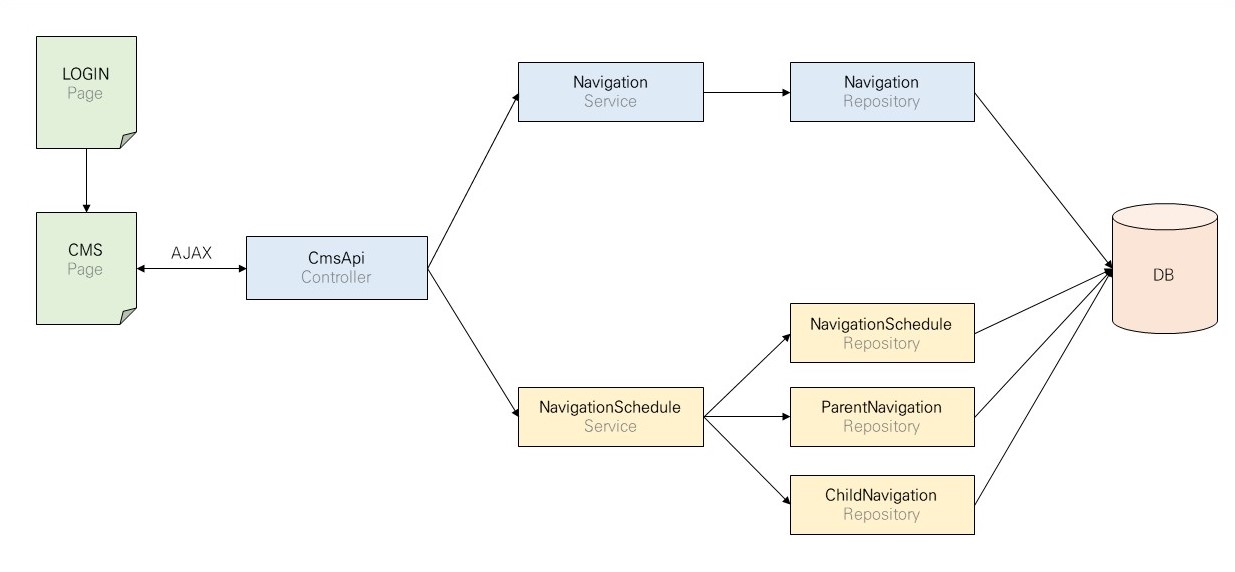 LOGIN
Page
CMS
Page
AJAX
CmsApi
Controller
Navigation
Service
Navigation
Repository
NavigationSchedule
Service
NavigationSchedule
Repository
ParentNavigation
Repository
ChildNavigation
Repository
DB